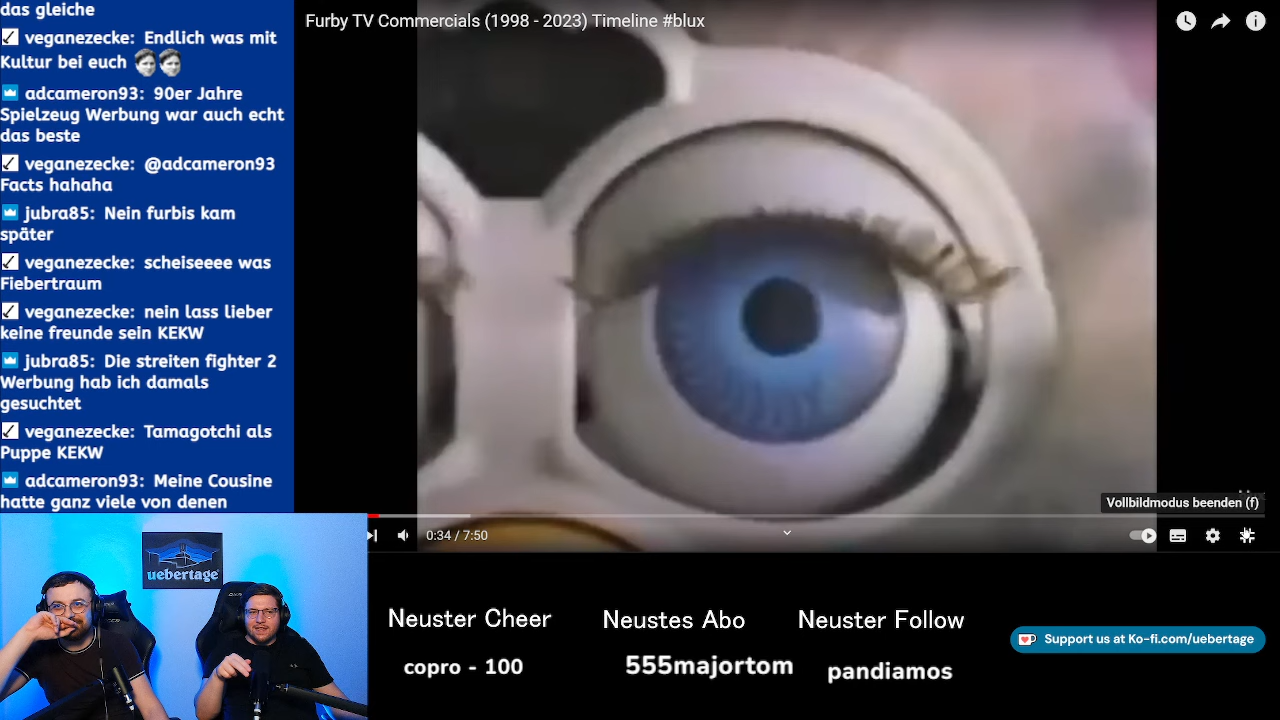 das gleiche
veganezecke: Endlich was mit
Kultur bei euch
adcameron93: 90er Jahre
Spielzeug Werbung war auch echt
das beste
veganezecke: @adcameron93
Facts hahaha
jubra85: Nein furbis kam
später
veganezecke: scheiseeee was
Fiebertraum
veganezecke: nein lass lieber
keine freunde sein KEKW
jubra85: Die streiten fighter 2
Werbung hab ich damals
gesuchtet
veganezecke: Tamagotchi als
Puppe KEKW
adcameron93: Meine Cousine
hatte ganz viele von denen
Furby TV Commercials (1998 - 2023) Timeline #blux
Vollbildmodus beenden (f)
0:34 / 7:50
uebertage
Neuster Cheer
copro - 100
Neustes Abo
555majortom
Neuster Follow
pandiamos
Support us at Ko-fi.com/uebertage